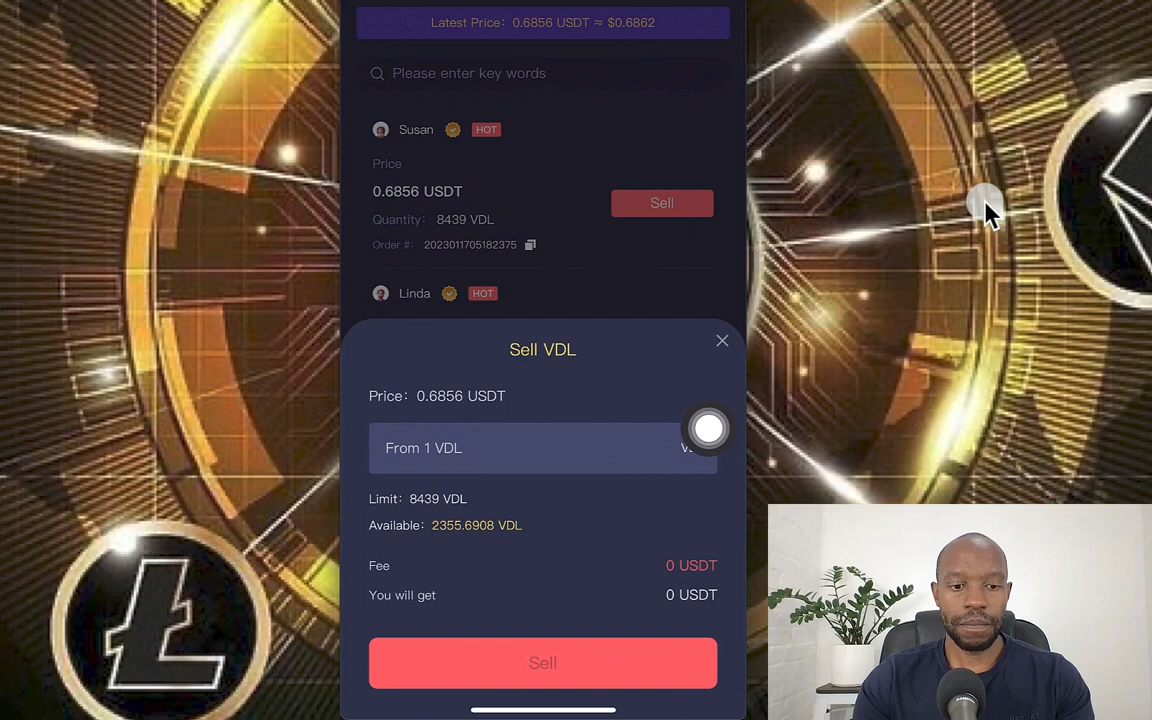 Latest Price: 0.6856 USDT ≈ $0.6862
Please enter key words
Susan HOT
Price
0.6856 USDT
Sell
Quantity: 8439 VDL
Order #: 2023011705182375
Linda HOT
Sell VDL
Price: 0.6856 USDT
From 1 VDL
Limit: 8439 VDL
Available: 2355.6908 VDL
Fee 0 USDT
You will get 0 USDT
Sell